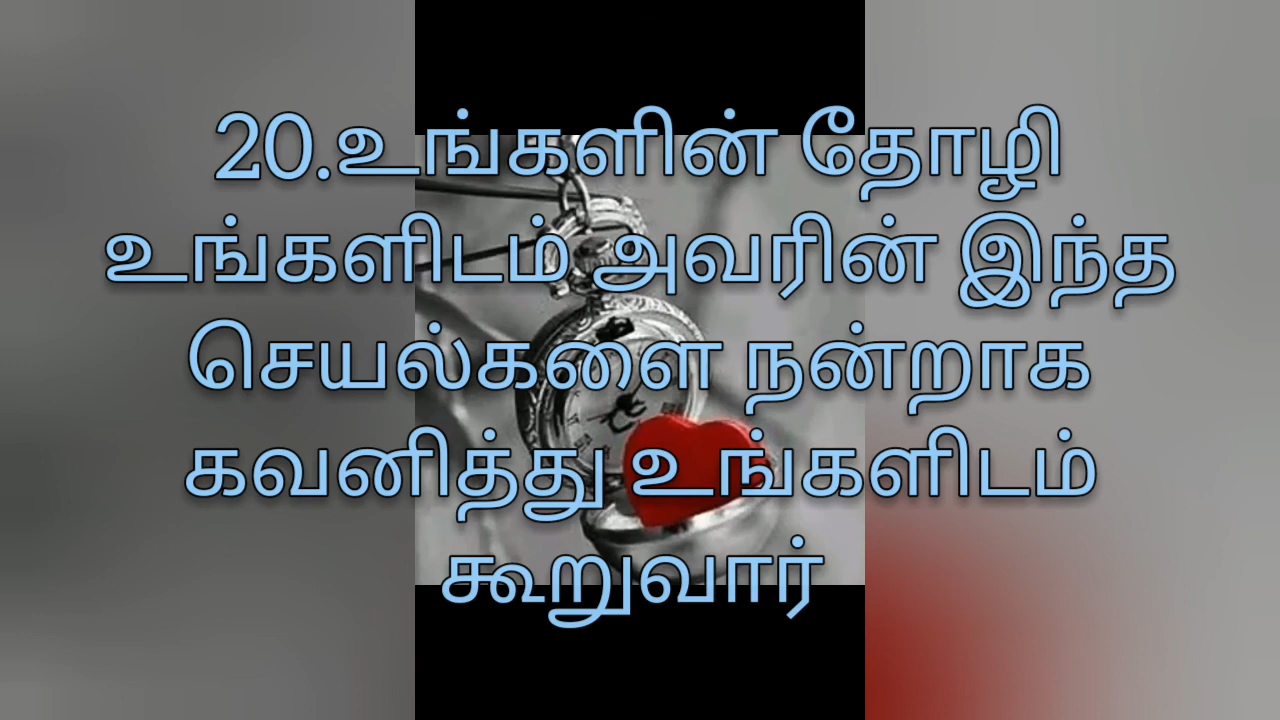 20.உங்களின் தோழி
உங்களிடம் அவரின் இந்த
செயல்களை நன்றாக
கவனித்து உங்களிடம்
கூறுவார்